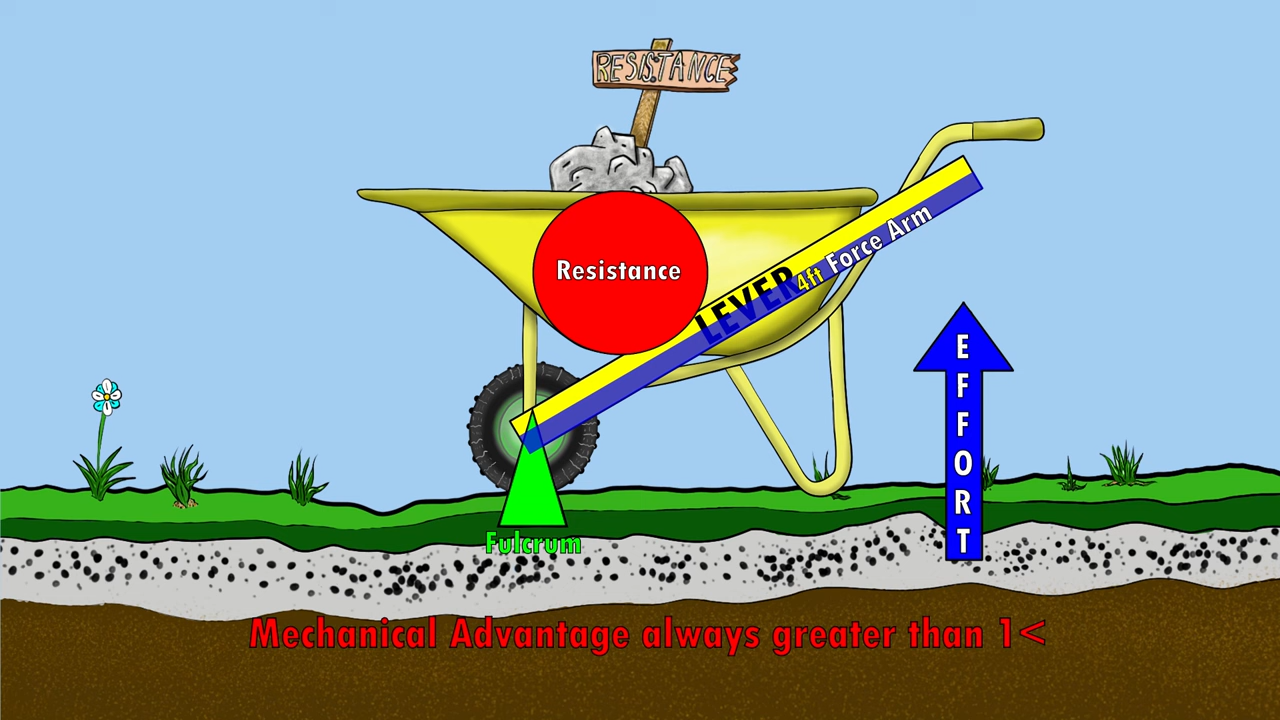 RESISTANCE
Resistance
LEVER 4ft Force Arm
EFFORT
Fulcrum
Mechanical Advantage always greater than 1<